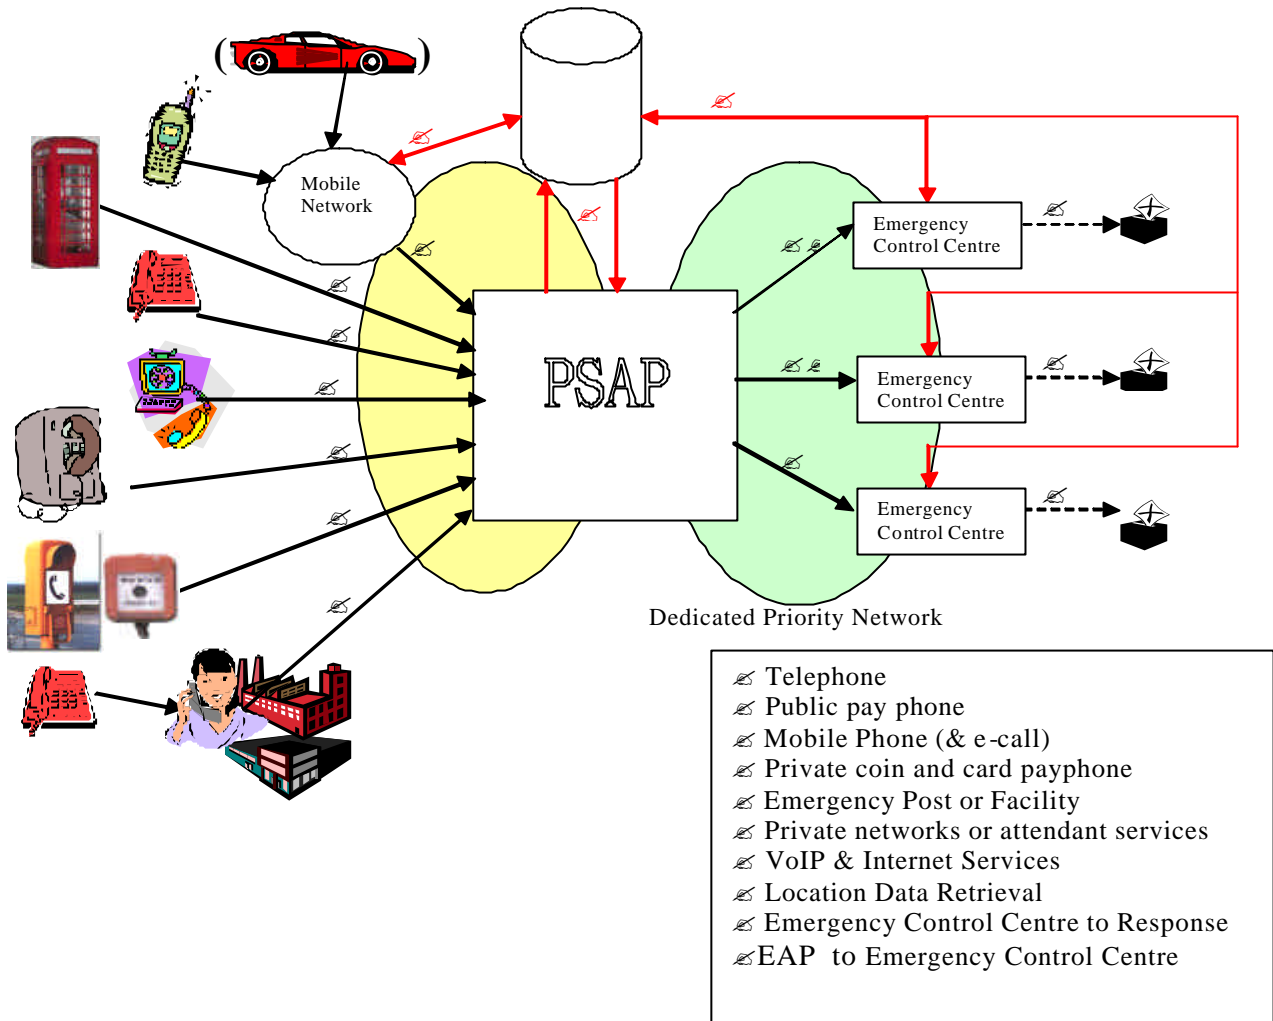 ( )
Mobile
Network
Emergency
Control Centre
PSAP
Emergency
Control Centre
Emergency
Control Centre
Dedicated Priority Network
Telephone
Public pay phone
Mobile Phone (& e-call)
Private coin and card payphone
Emergency Post or Facility
Private networks or attendant services
VoIP & Internet Services
Location Data Retrieval
Emergency Control Centre to Response
EAP to Emergency Control Centre